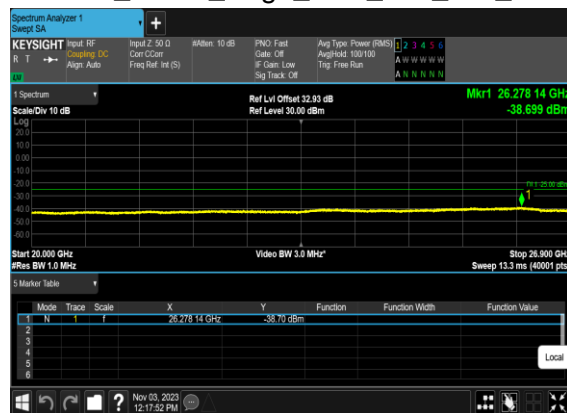 Spectrum Analyzer 1
Swept SA
+
KEYSIGHT Input: RF Input Z: 50 Ω #Atten: 10 dB PNO: Fast Avg Type: Power (RMS) 1 2 3 4 5 6
R T Coupling: DC Corr CCorr Gate: Off Avg|Hold: 100/100 A W W W W W
Align: Auto Freq Ref: Int (S) IF Gain: Low Trig: Free Run
Sig Track: Off A N N N N N
1 Spectrum Ref Lvl Offset 32.93 dB Mkr1 26.278 14 GHz
Scale/Div 10 dB Ref Level 30.00 dBm -38.699 dBm
Log
20.0
10.0
0.00
-10.0
-20.0
-30.0
-40.0
-50.0
-60.0
1
Start 20.000 GHz Video BW 3.0 MHz* Stop 26.900 GHz
#Res BW 1.0 MHz Sweep 13.3 ms (40001 pts)
5 Marker Table
Mode Trace Scale X Y Function Function Width Function Value
1 N 1 f 26.278 14 GHz -38.70 dBm
2
3
4
5
6
Local
? Nov 03, 2023
12:17:52 PM